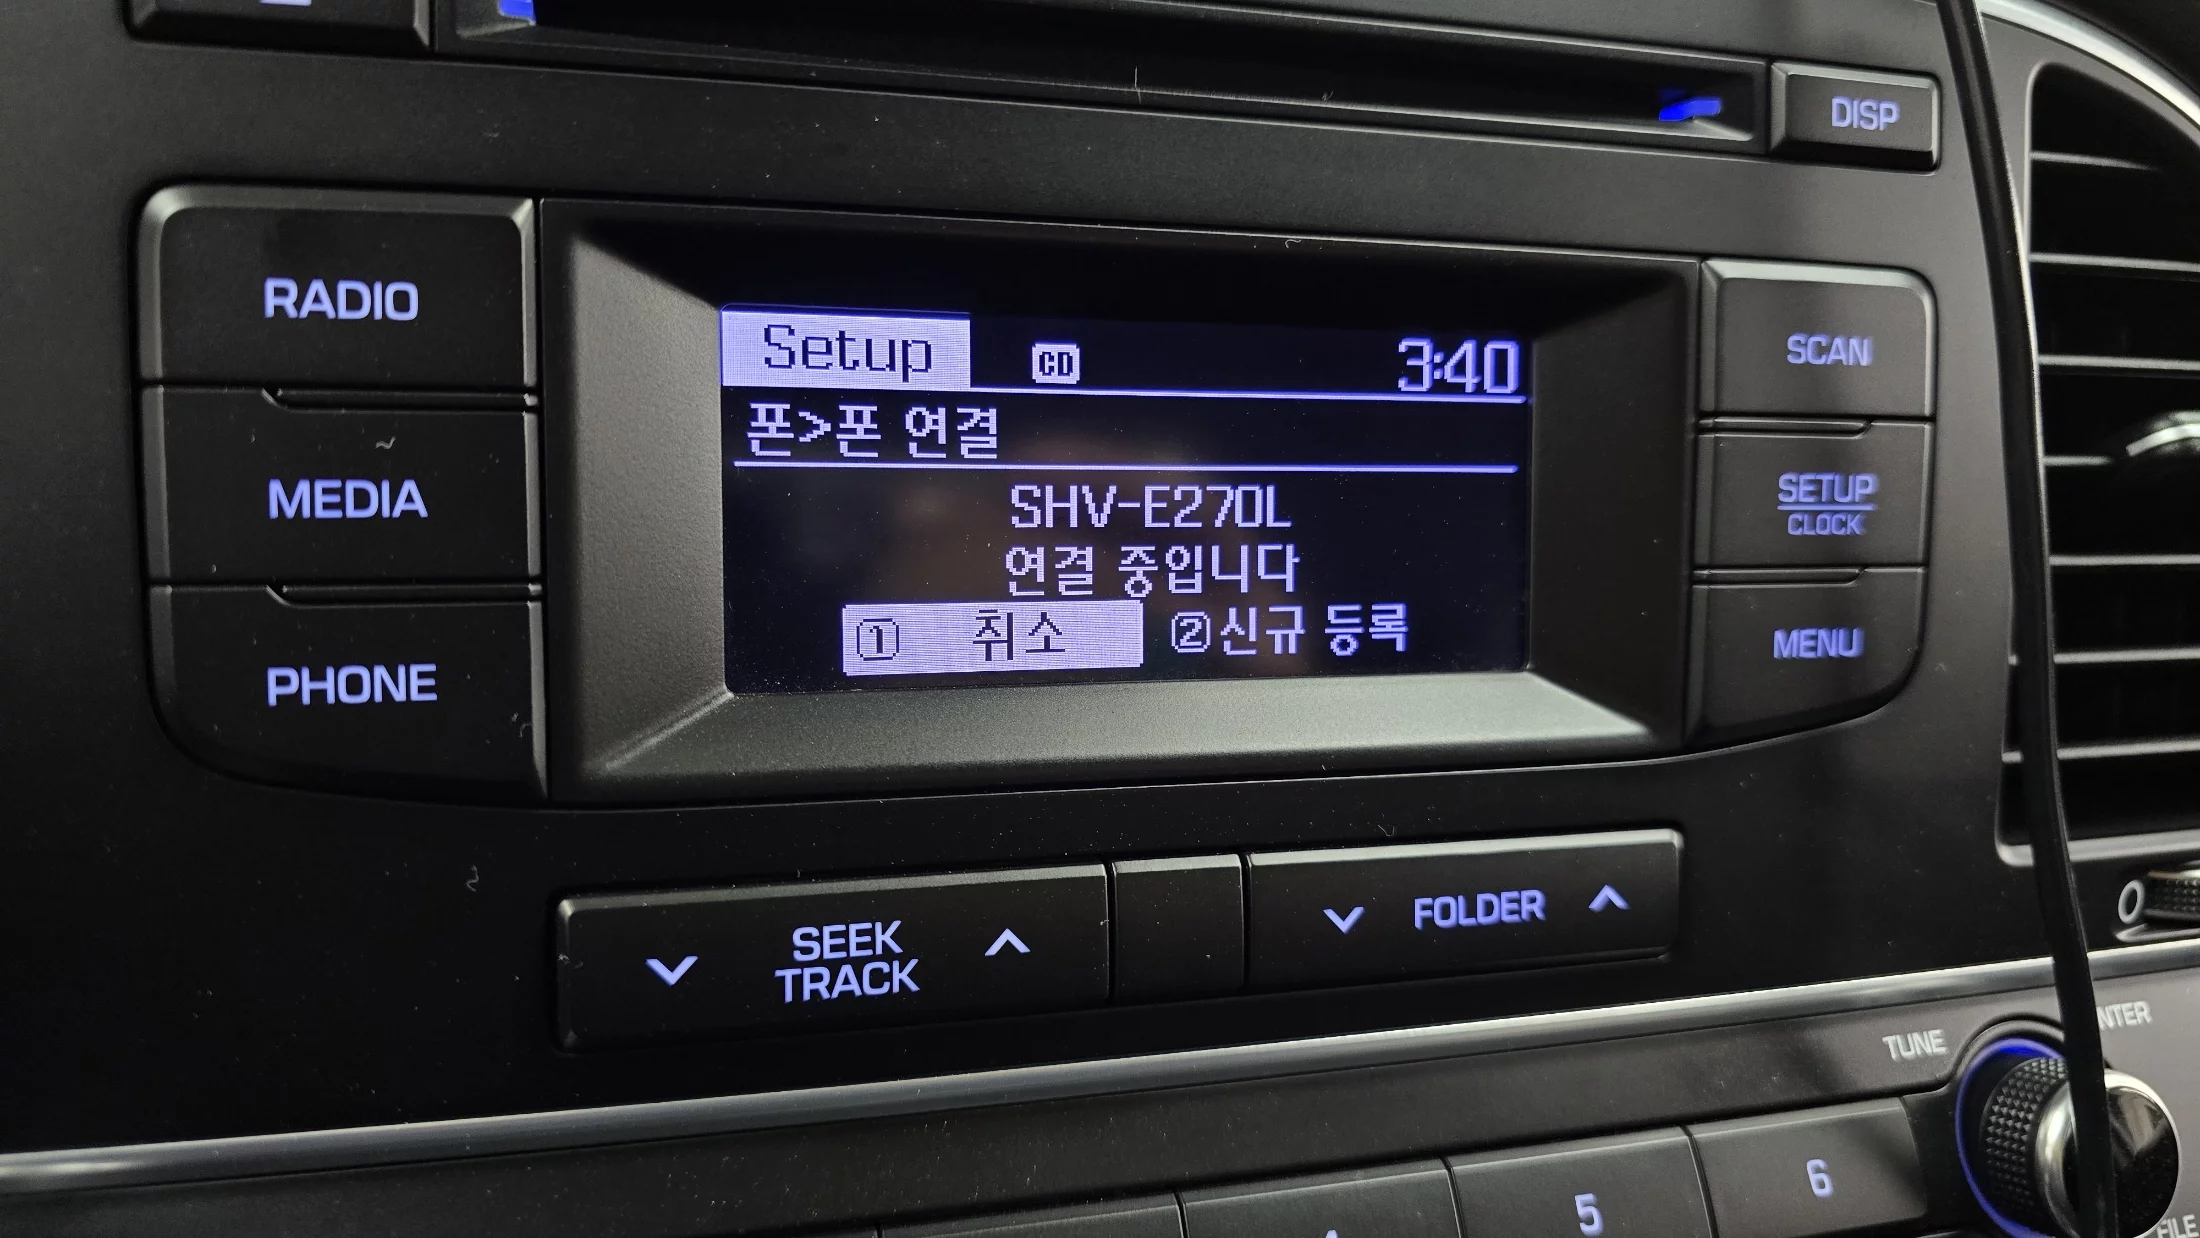 DISP
RADIO
MEDIA
PHONE
Setup CD 3:40
폰>폰 연결
SHV-E270L
연결 중입니다
① 취소 ②신규 등록
SCAN
SETUP
CLOCK
MENU
SEEK
TRACK
FOLDER
TUNE
5
6
0